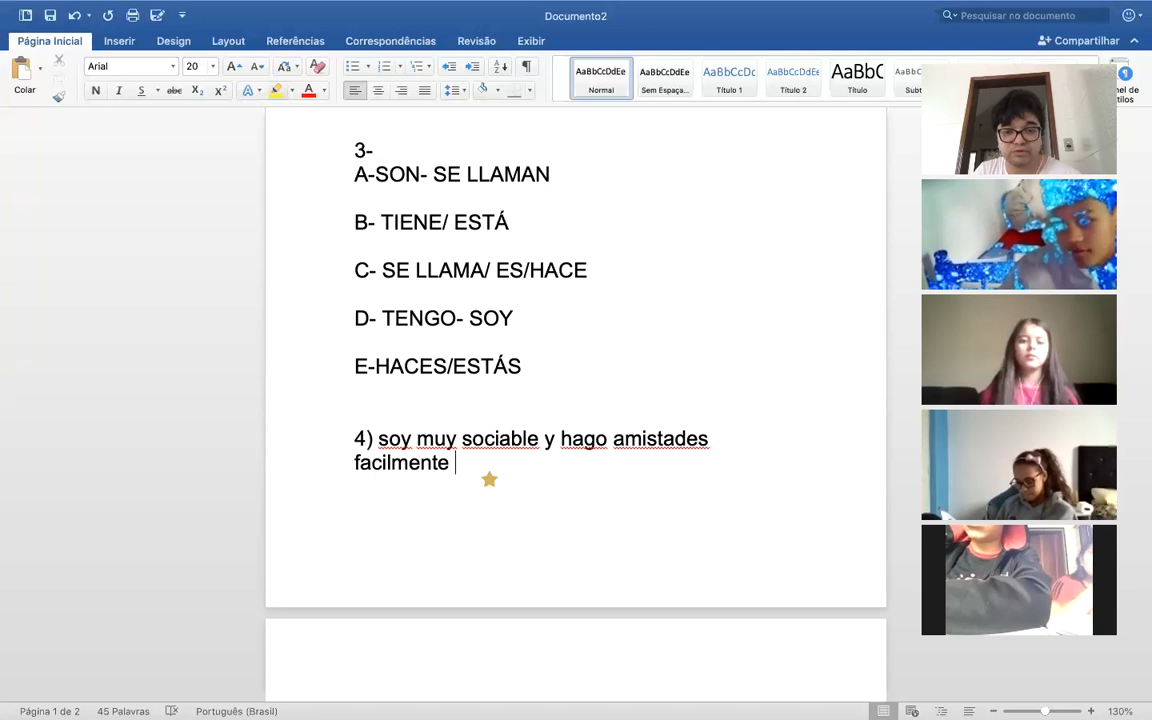 Documento2
Pesquisar no documento
Página Inicial
Inserir
Design
Layout
Referências
Correspondências
Revisão
Exibir
Compartilhar
Colar
Arial
20
N I S abc X₂ X²
AaBbCcDdEe
Normal
AaBbCcDdEe
Sem Espaça...
AaBbCcDc
Título 1
AaBbCcDdEe
Título 2
AaBbC
Título
3-
A-SON- SE LLAMAN
B- TIENE/ ESTÁ
C- SE LLAMA/ ES/HACE
D- TENGO- SOY
E-HACES/ESTÁS
4) soy muy sociable y hago amistades
facilmente
Página 1 de 2
45 Palavras
Português (Brasil)
130%